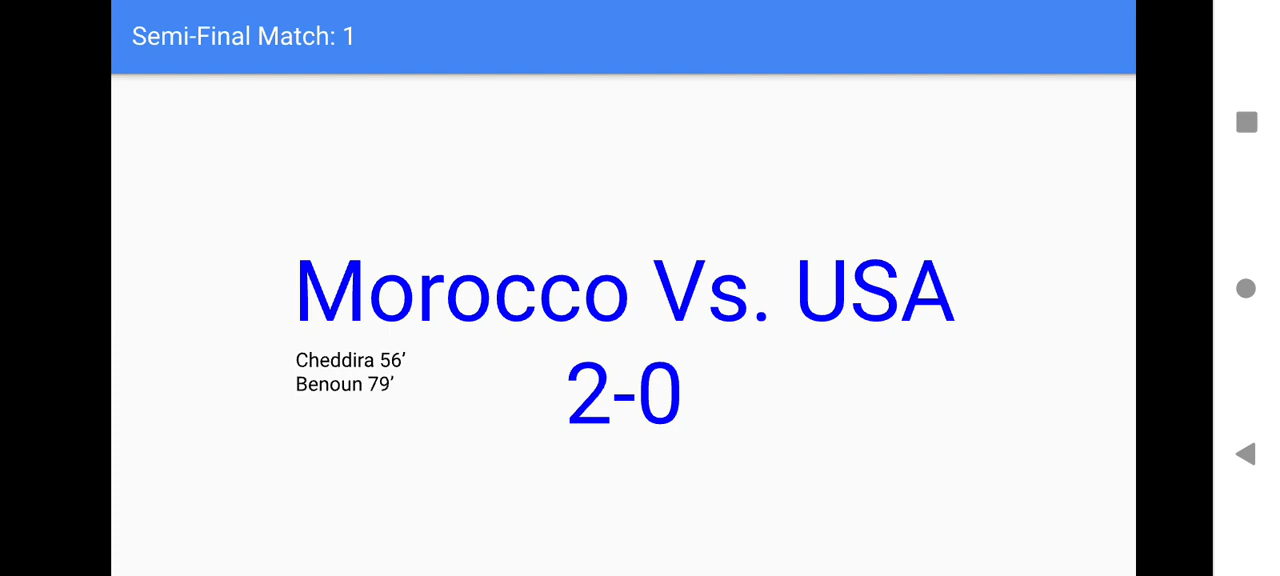 Semi-Final Match: 1
Morocco Vs. USA
2-0
Cheddira 56’
Benoun 79’